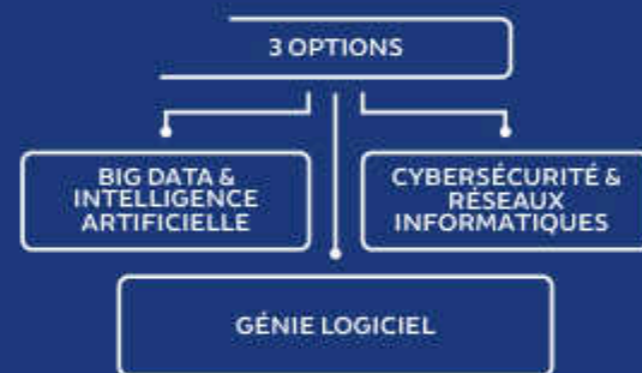 3 OPTIONS
BIG DATA &
INTELLIGENCE
ARTIFICIELLE
CYBERSÉCURITÉ &
RÉSEAUX
INFORMATIQUES
GÉNIE LOGICIEL